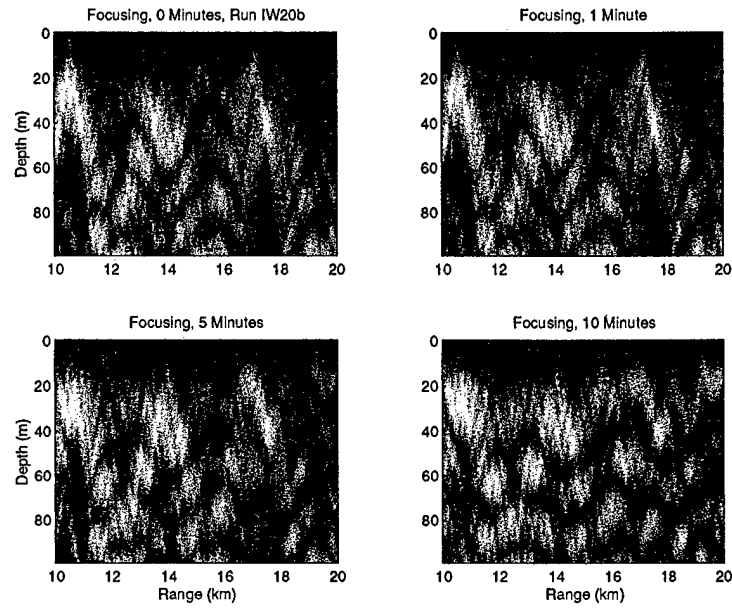 Focusing, 0 Minutes, Run IW20b
Depth (m)
0
20
40
60
80
10 12 14 16 18 20
Focusing, 1 Minute
0
20
40
60
80
10 12 14 16 18 20
Focusing, 5 Minutes
Depth (m)
0
20
40
60
80
10 12 14 16 18 20
Range (km)
Focusing, 10 Minutes
0
20
40
60
80
10 12 14 16 18 20
Range (km)